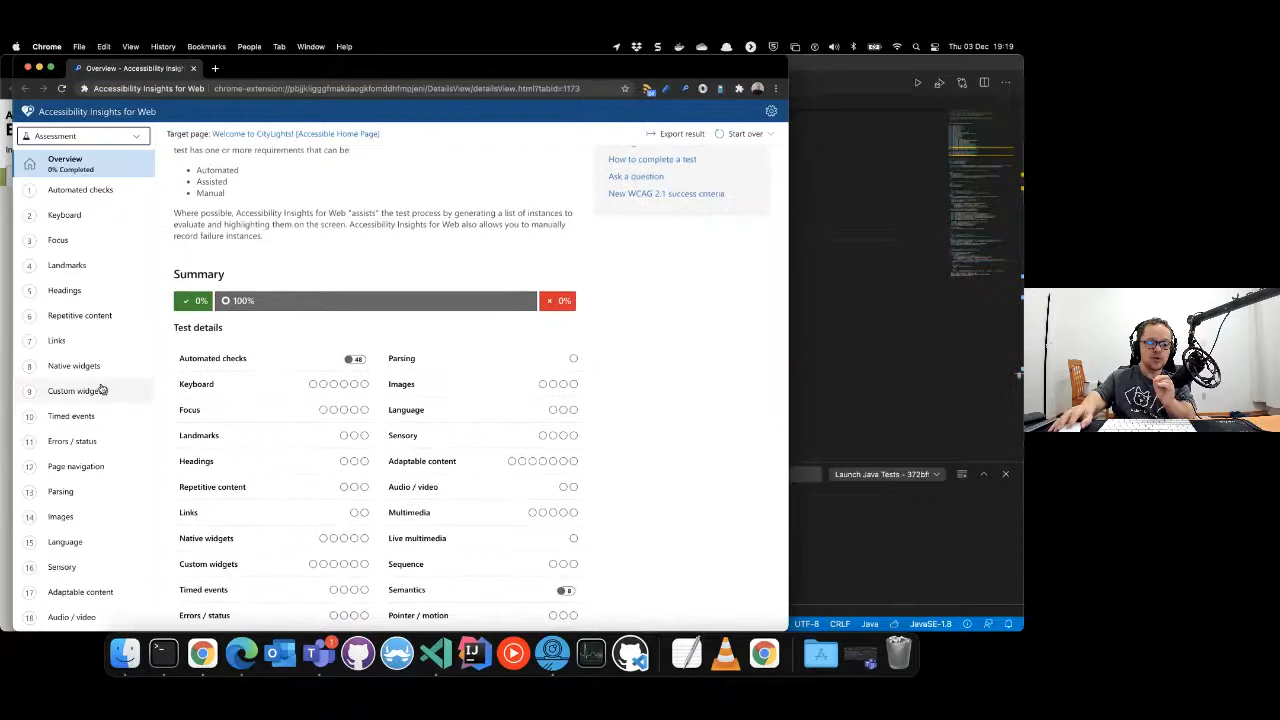 Chrome File Edit View History Bookmarks People Tab Window Help
Thu 03 Dec 19:19
Overview - Accessibility Insigh
Accessibility Insights for Web chrome-extension://pbjjkligggfmakdaogkfomddhfmpjeni/DetailsView/detailsView.html?tabId=1173
Accessibility Insights for Web
Assessment
Target page: Welcome to CityLights! [Accessible Home Page]
Export result
Start over
Overview
0% Completed
1 Automated checks
2 Keyboard
3 Focus
4 Landmarks
5 Headings
6 Repetitive content
7 Links
8 Native widgets
9 Custom widgets
10 Timed events
11 Errors / status
12 Page navigation
13 Parsing
14 Images
15 Language
16 Sensory
17 Adaptable content
18 Audio / video
test has one or more requirements that can be
Automated
Assisted
Manual
Where possible, Accessibility Insights for Web "assists" the test process by generating a list of instances to
evaluate and highlighting them on the screen. Accessibility Insights for Web also allows you to manually
record failure instances.
How to complete a test
Ask a question
New WCAG 2.1 success criteria
Summary
0% 100% 0%
Test details
Automated checks 48
Keyboard
Focus
Landmarks
Headings
Repetitive content
Links
Native widgets
Custom widgets
Timed events
Errors / status
Parsing
Images
Language
Sensory
Adaptable content
Audio / video
Multimedia
Live multimedia
Sequence
Semantics 8
Pointer / motion
Launch Java Tests - 372bf
UTF-8 CRLF Java JavaSE-1.8